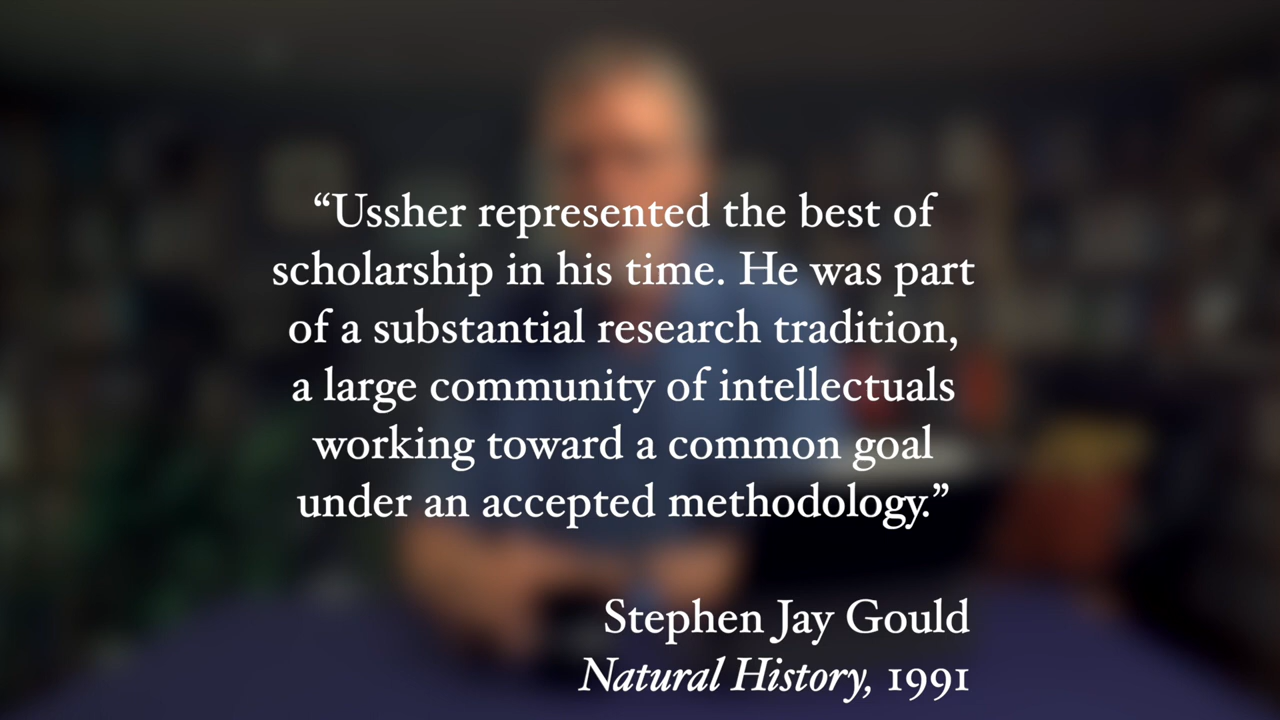 “Ussher represented the best of
scholarship in his time. He was part
of a substantial research tradition,
a large community of intellectuals
working toward a common goal
under an accepted methodology.”
Stephen Jay Gould
Natural History, 1991